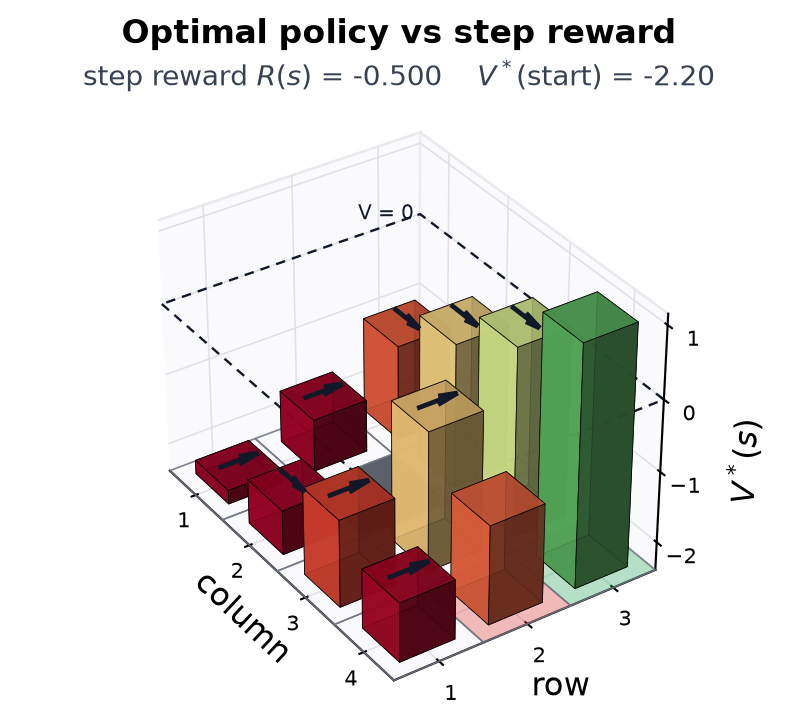 Optimal policy vs step reward
step reward R(s) = -0.500 V*(start) = -2.20
V = 0
1
0
−1
−2
V*(s)
1
2
3
4
column
1
2
3
row